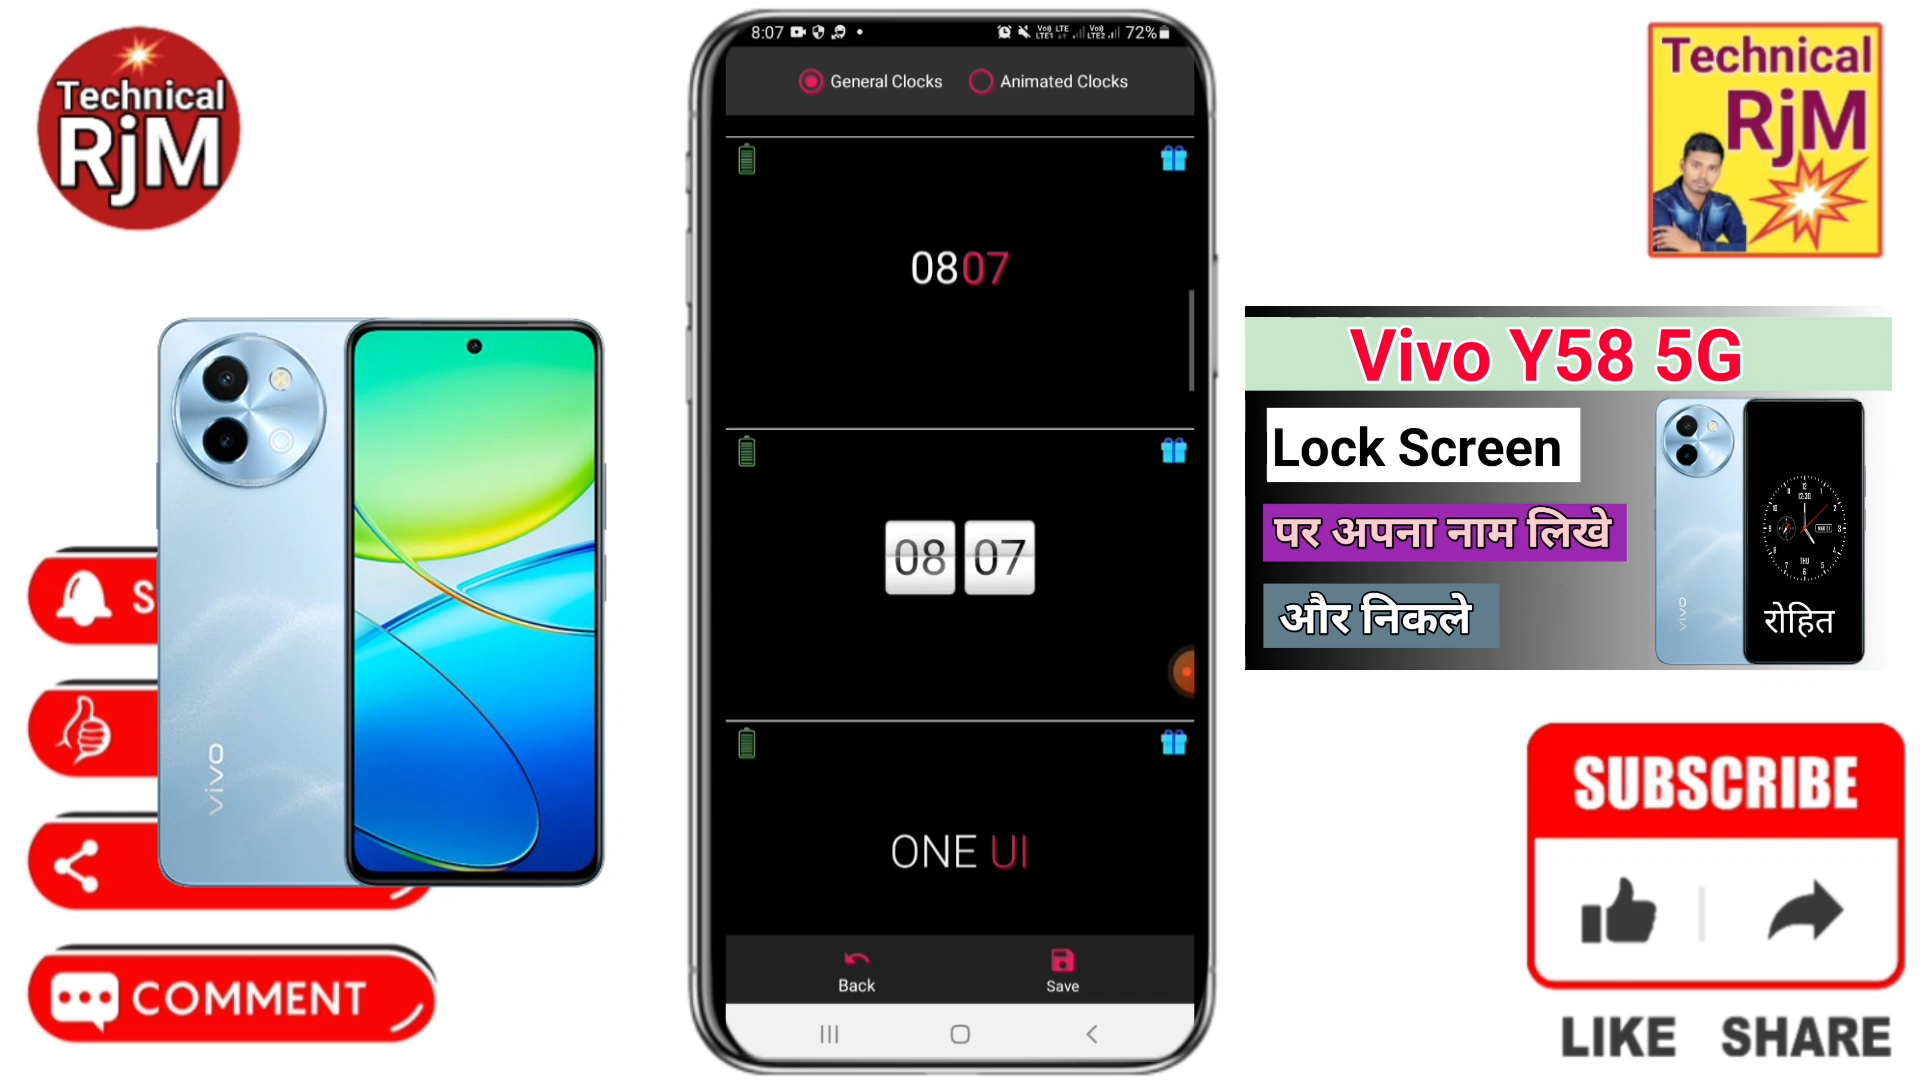 Technical
RjM
S
vivo
COMMENT
8:07
72%
General Clocks
Animated Clocks
0807
08 07
ONE UI
Back
Save
Technical
RjM
Vivo Y58 5G
Lock Screen
पर अपना नाम लिखे
और निकले
रोहित
vivo
SUBSCRIBE
LIKE SHARE